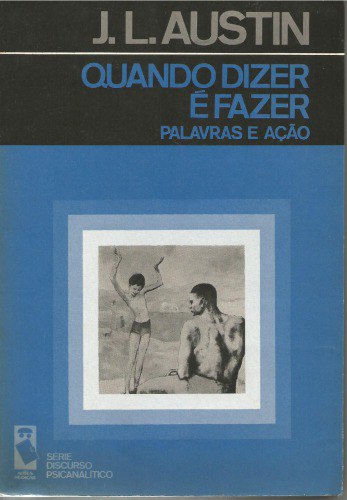 J. L. AUSTIN
QUANDO DIZER
É FAZER
PALAVRAS E AÇÃO
SÉRIE
DISCURSO
PSICANALÍTICO